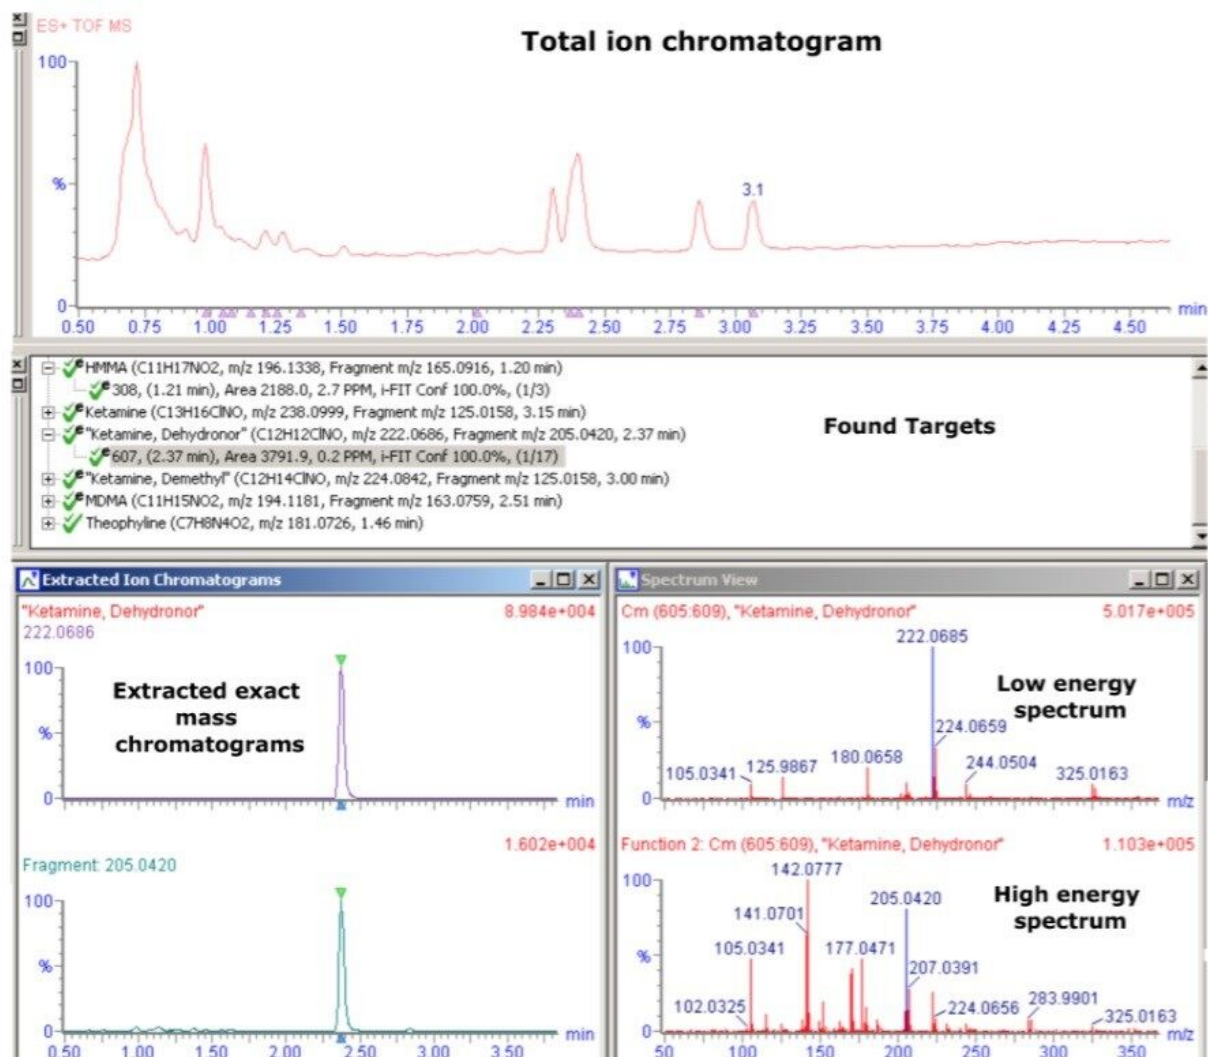 ES+ TOF MS
Total ion chromatogram
100
%
0
min
0.50 0.75 1.00 1.25 1.50 1.75 2.00 2.25 2.50 2.75 3.00 3.25 3.50 3.75 4.00 4.25 4.50
3.1
HMMA (C11H17NO2, m/z 196.1338, Fragment m/z 165.0916, 1.20 min)
308, (1.21 min), Area 2188.0, 2.7 PPM, i-FIT Conf 100.0%, (1/3)
Ketamine (C13H16ClNO, m/z 238.0999, Fragment m/z 125.0158, 3.15 min)
"Ketamine, Dehydronor" (C12H12ClNO, m/z 222.0686, Fragment m/z 205.0420, 2.37 min)
607, (2.37 min), Area 3791.9, 0.2 PPM, i-FIT Conf 100.0%, (1/17)
"Ketamine, Demethyl" (C12H14ClNO, m/z 224.0842, Fragment m/z 125.0158, 3.00 min)
MDMA (C11H15NO2, m/z 194.1181, Fragment m/z 163.0759, 2.51 min)
Theophyline (C7H8N4O2, m/z 181.0726, 1.46 min)
Found Targets
Extracted Ion Chromatograms
"Ketamine, Dehydronor" 8.984e+004
222.0686
100
%
0
min
Extracted exact
mass
chromatograms
1.602e+004
Fragment: 205.0420
100
%
0
min
0.50 1.00 1.50 2.00 2.50 3.00 3.50
Spectrum View
Cm (605:609), "Ketamine, Dehydronor" 5.017e+005
222.0685
100
%
0
Low energy
spectrum
224.0659
105.0341 125.9867 180.0658 244.0504 325.0163
m/z
Function 2: Cm (605:609), "Ketamine, Dehydronor" 1.103e+005
142.0777
100
%
0
High energy
spectrum
205.0420
141.0701
105.0341 177.0471
207.0391
102.0325 224.0656 283.9901 325.0163
m/z
50 100 150 200 250 300 350